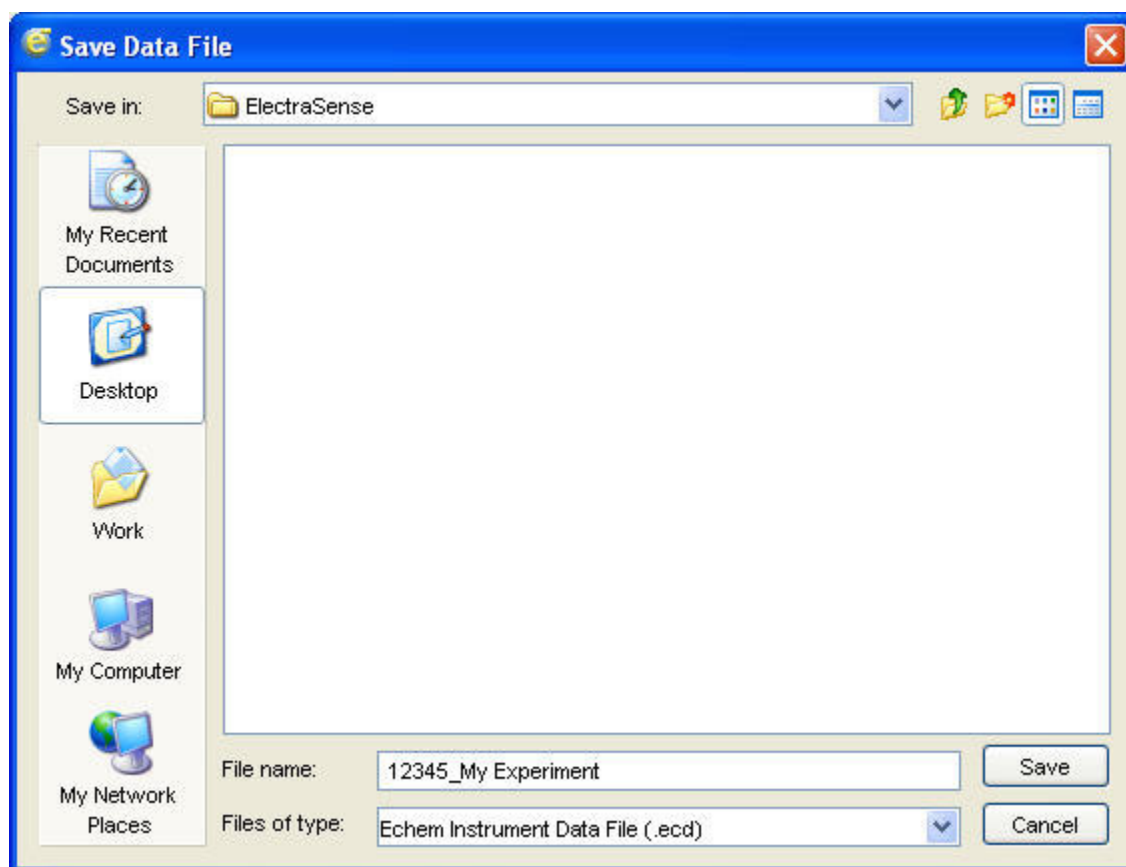 Save Data File
Save in:
ElectraSense
My Recent
Documents
Desktop
Work
My Computer
My Network
Places
File name:
12345_My Experiment
Save
Files of type:
Echem Instrument Data File (.ecd)
Cancel